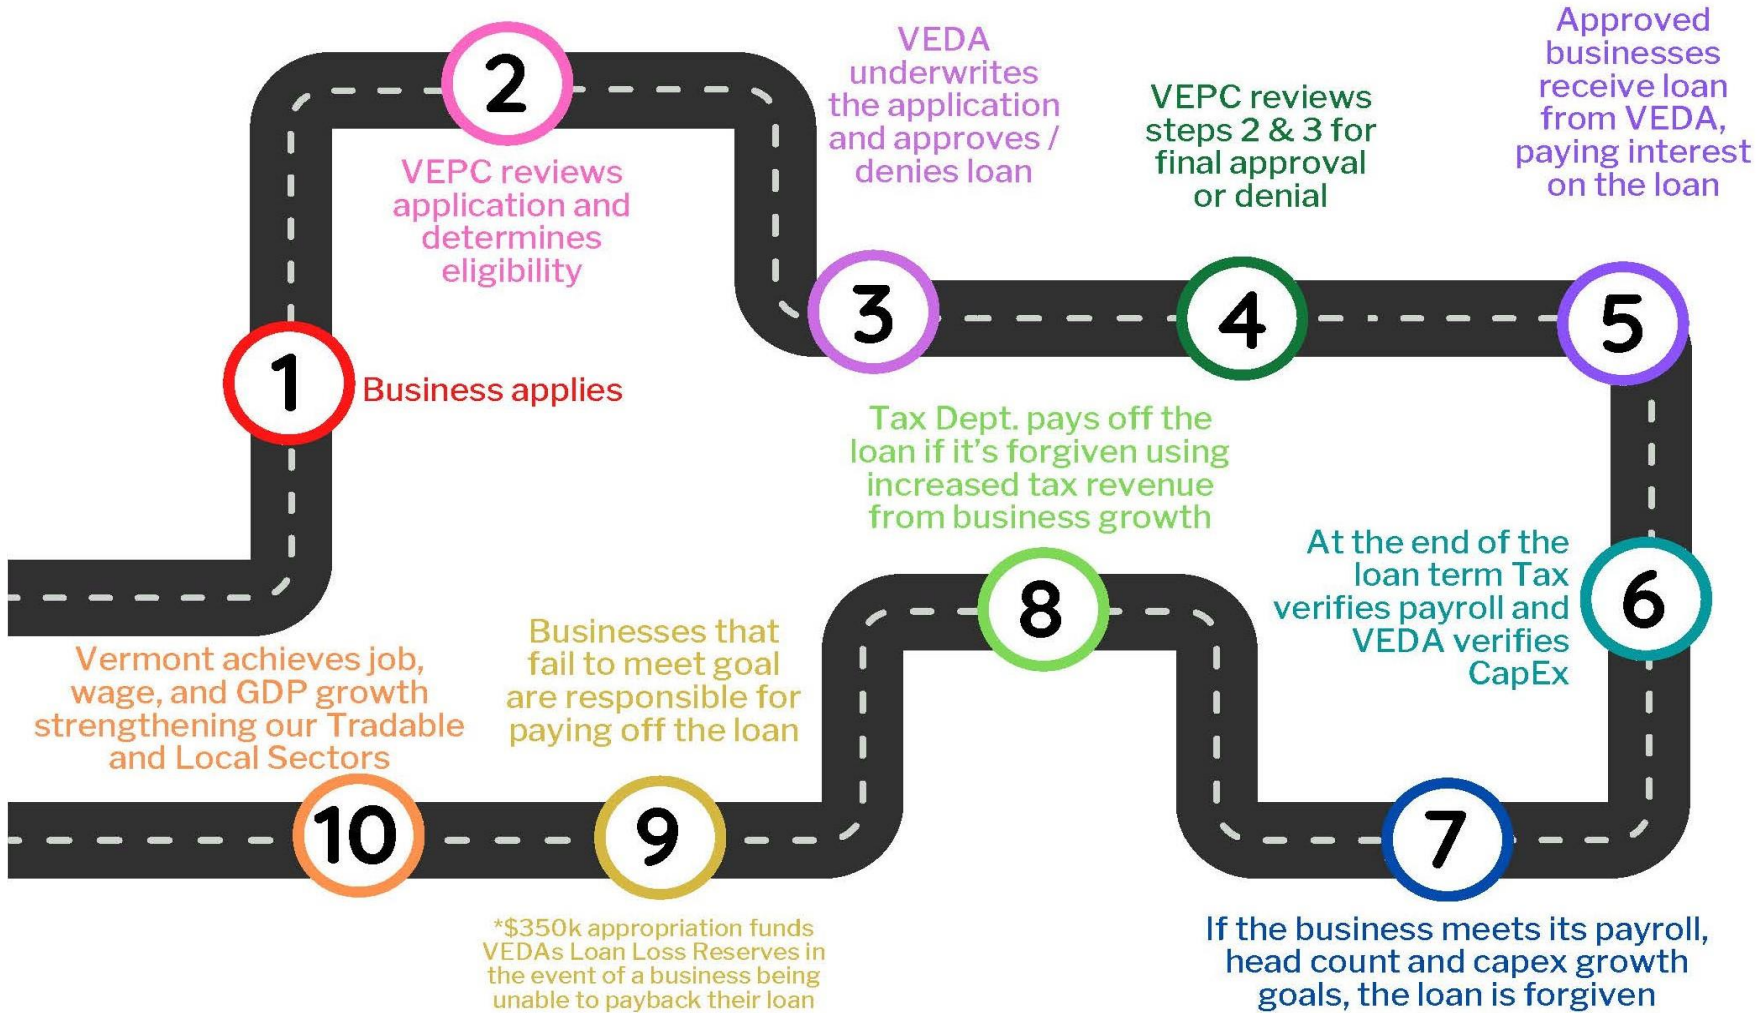 1
Business applies
2
VEPC reviews
application and
determines
eligibility
VEDA
underwrites
the application
and approves /
denies loan
3
VEPC reviews
steps 2 & 3 for
final approval
or denial
4
Approved
businesses
receive loan
from VEDA,
paying interest
on the loan
5
At the end of the
loan term Tax
verifies payroll and
VEDA verifies
CapEx
6
7
If the business meets its payroll,
head count and capex growth
goals, the loan is forgiven
Tax Dept. pays off the
loan if it's forgiven using
increased tax revenue
from business growth
8
Businesses that
fail to meet goal
are responsible for
paying off the loan
9
*$350k appropriation funds
VEDAs Loan Loss Reserves in
the event of a business being
unable to payback their loan
Vermont achieves job,
wage, and GDP growth
strengthening our Tradable
and Local Sectors
10